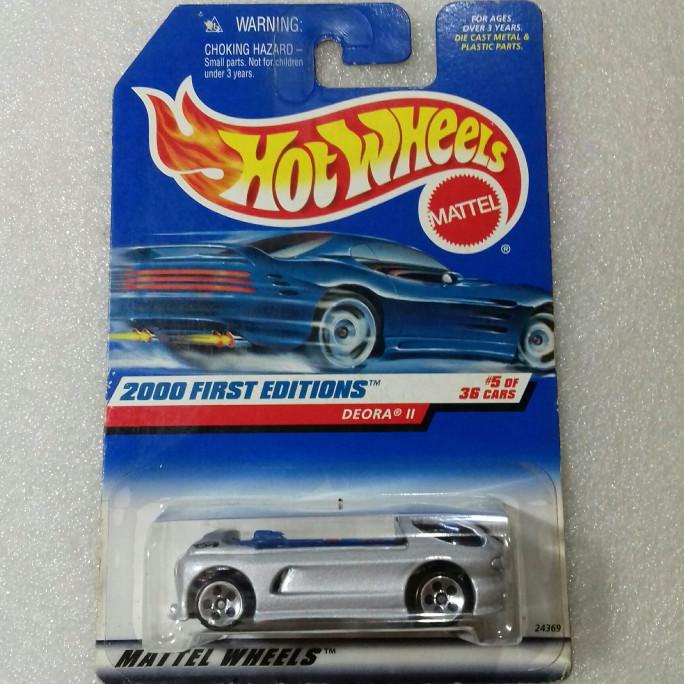 WARNING:
CHOKING HAZARD –
Small parts. Not for children
under 3 years.
FOR AGES
OVER 3 YEARS.
DIE CAST METAL &
PLASTIC PARTS.
HOT WHEELS
MATTEL
®
2000 FIRST EDITIONS™
#5 OF
36 CARS
DEORA® II
24369
MATTEL WHEELS™